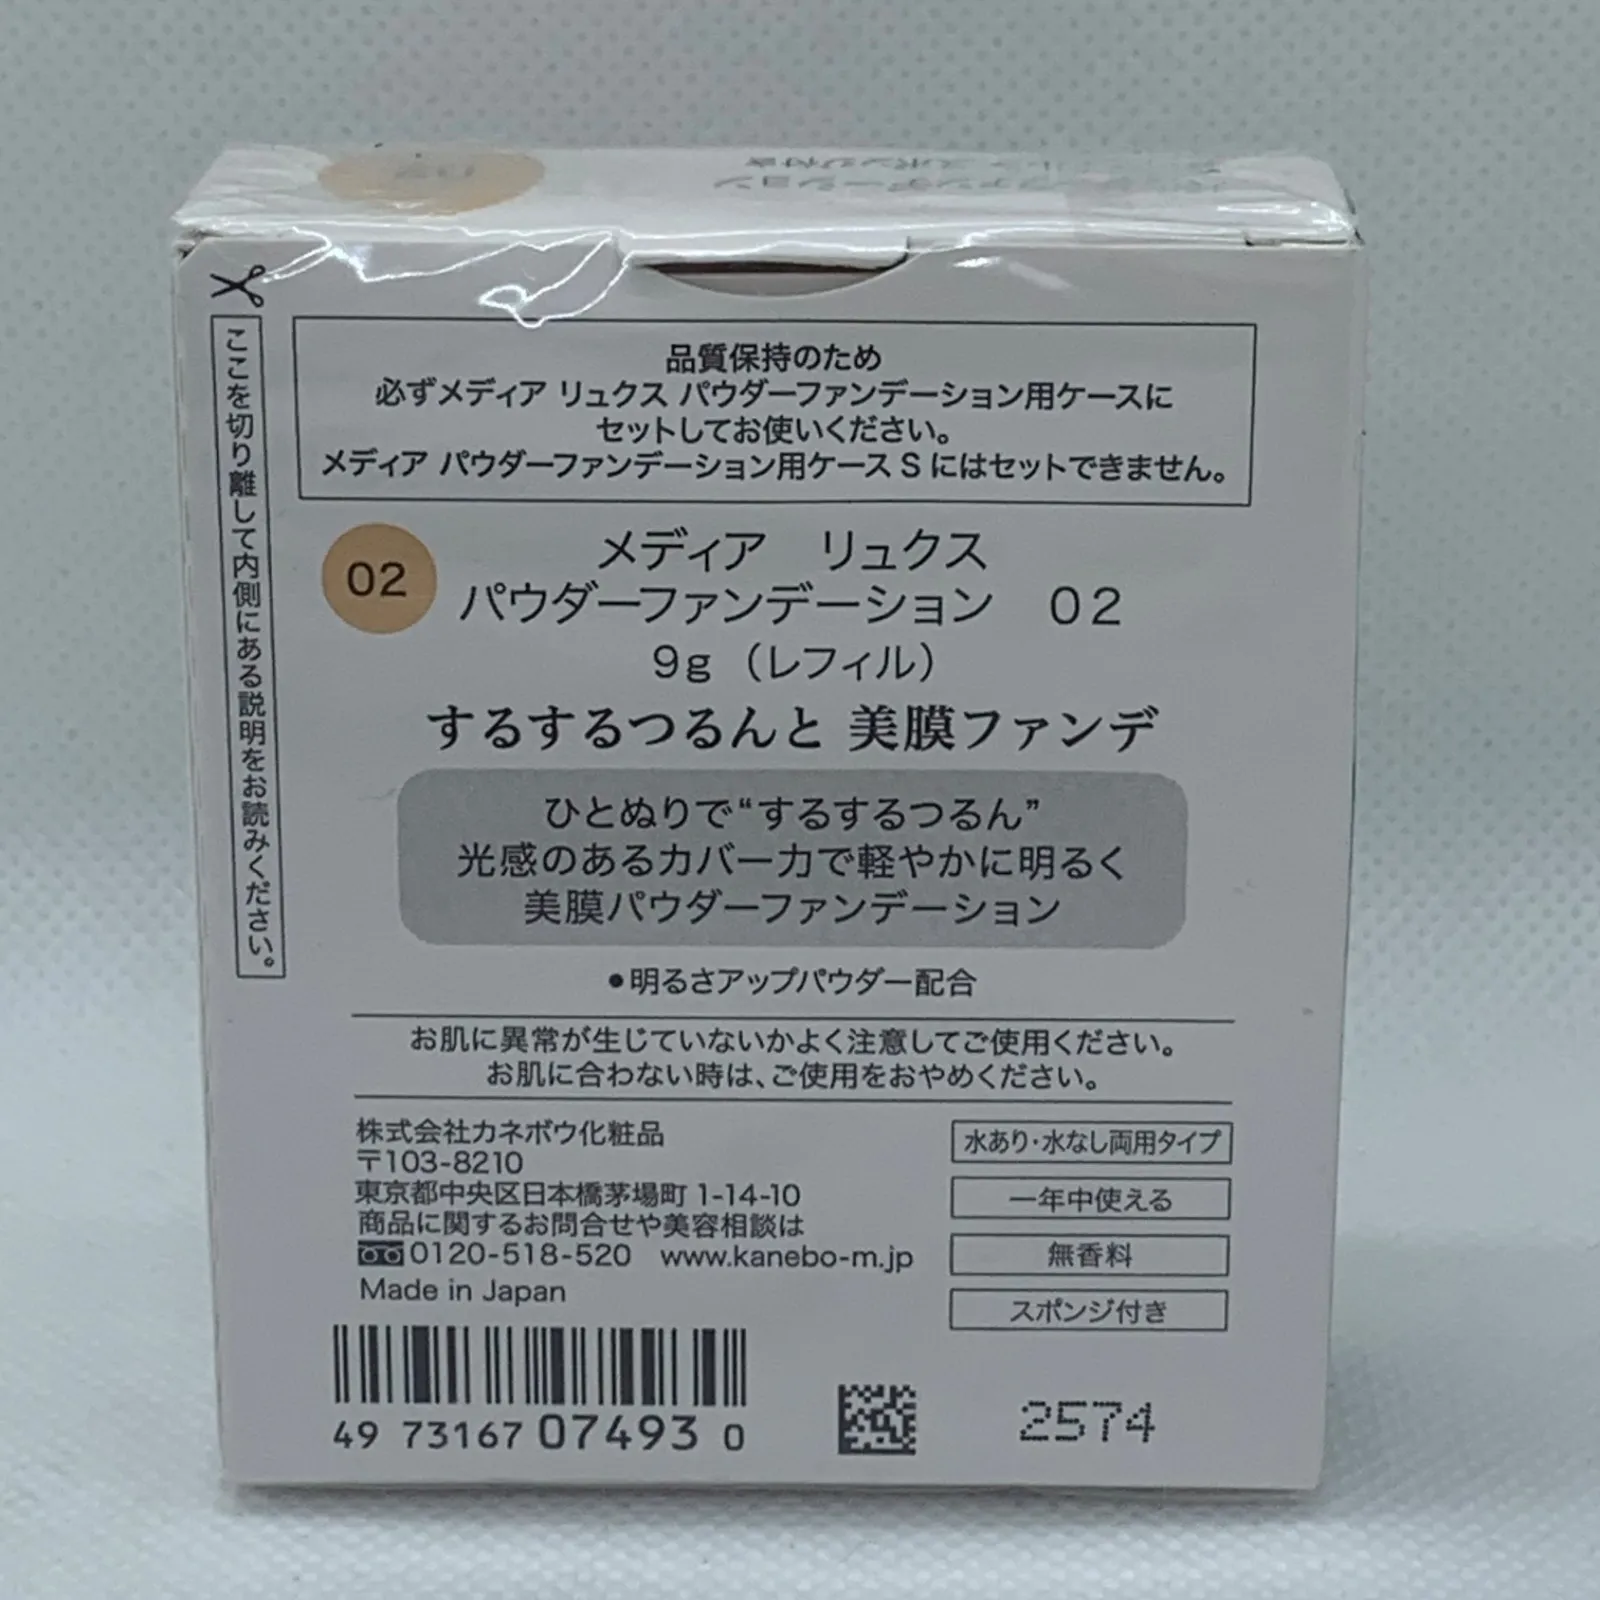 02
ファンデーション
スポンジ付き
ここを切り離して内側にある説明をお読みください。
品質保持のため
必ずメディア リュクス パウダーファンデーション用ケースに
セットしてお使いください。
メディア パウダーファンデーション用ケース S にはセットできません。
02
メディア リュクス
パウダーファンデーション 02
9g（レフィル）
するするつるんと 美膜ファンデ
ひとぬりで“するするつるん”
光感のあるカバー力で軽やかに明るく
美膜パウダーファンデーション
●明るさアップパウダー配合
お肌に異常が生じていないかよく注意してご使用ください。
お肌に合わない時は、ご使用をおやめください。
株式会社カネボウ化粧品
〒103-8210
東京都中央区日本橋茅場町 1-14-10
商品に関するお問合せや美容相談は
0120-518-520 www.kanebo-m.jp
Made in Japan
水あり・水なし両用タイプ
一年中使える
無香料
スポンジ付き
49 73167 07493 0
2574